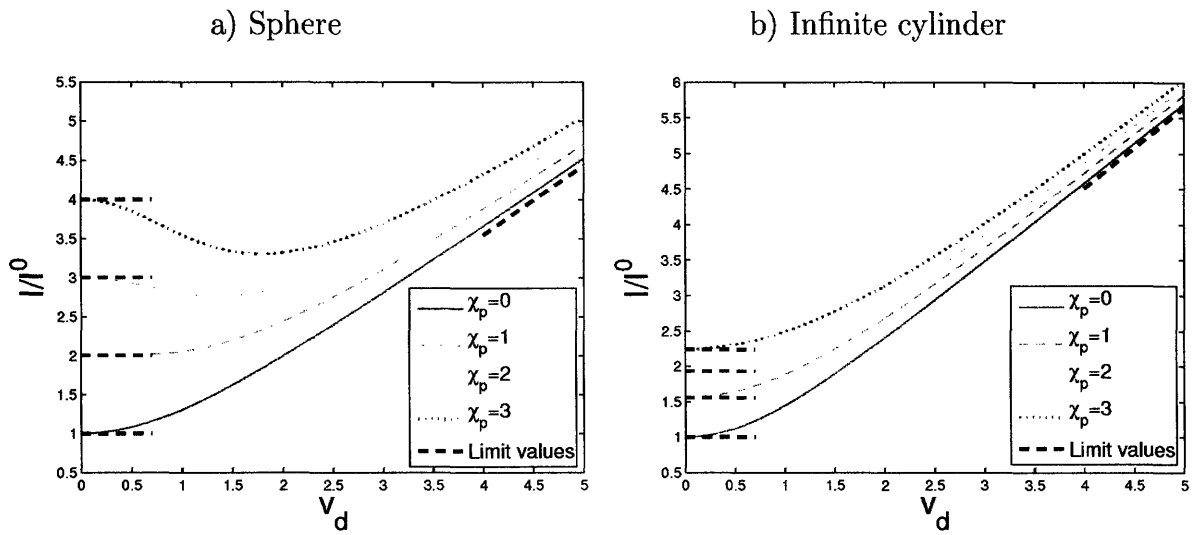 a) Sphere
b) Infinite cylinder
5.5
5
4.5
4
3.5
3
2.5
2
1.5
1
0.5
I/I⁰
0 0.5 1 1.5 2 2.5 3 3.5 4 4.5 5
v_d
χ_p=0
χ_p=1
χ_p=2
χ_p=3
Limit values
6
5.5
5
4.5
4
3.5
3
2.5
2
1.5
1
0.5
I/I⁰
0 0.5 1 1.5 2 2.5 3 3.5 4 4.5 5
v_d
χ_p=0
χ_p=1
χ_p=2
χ_p=3
Limit values